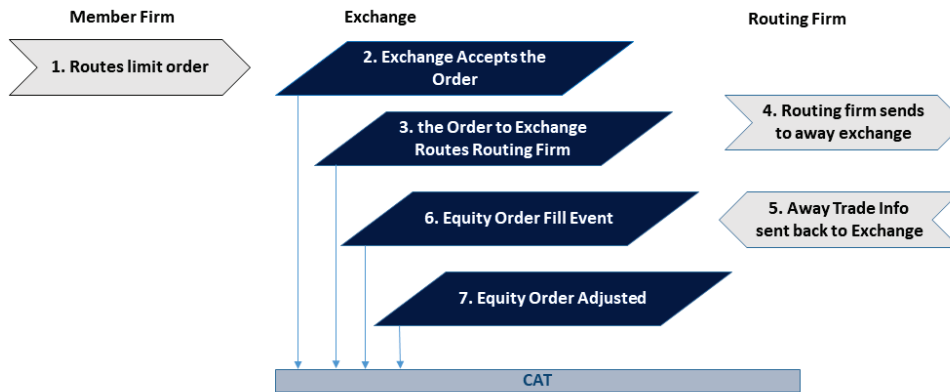 Member Firm
Exchange
Routing Firm
1. Routes limit order
2. Exchange Accepts the
Order
3. the Order to Exchange
Routes Routing Firm
4. Routing firm sends
to away exchange
6. Equity Order Fill Event
5. Away Trade Info
sent back to Exchange
7. Equity Order Adjusted
CAT